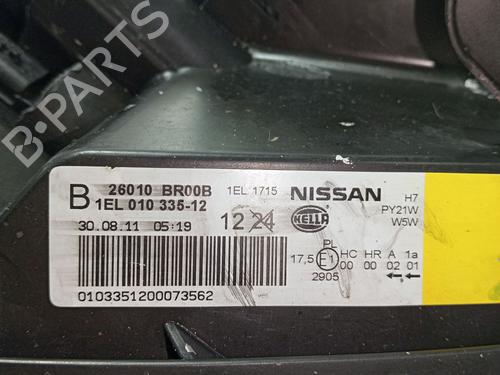 B-PARTS
B 26010 BR00B 1EL 1715 NISSAN H7
1EL 010 335-12 PY21W
30.08.11 05:19 12 24 HELLA W5W
PL HC HR A 1a
17,5 E1 00 00 02 01
2905
0103351200073562